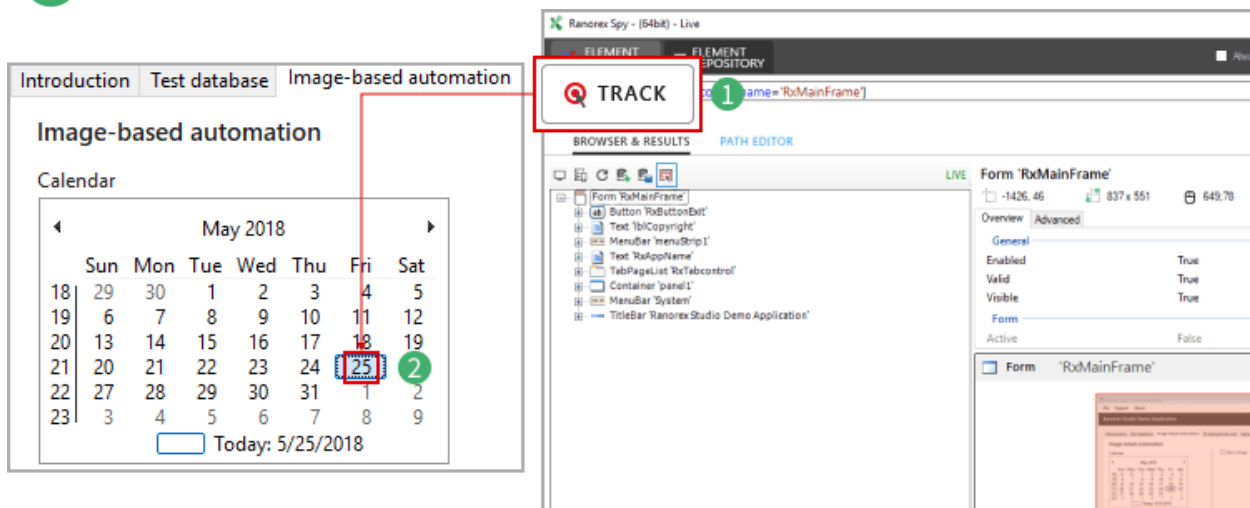 Introduction Test database Image-based automation
Image-based automation
Calendar
May 2018
Sun Mon Tue Wed Thu Fri Sat
18 29 30 1 2 3 4 5
19 6 7 8 9 10 11 12
20 13 14 15 16 17 18 19
21 20 21 22 23 24 25 26
22 27 28 29 30 31 1 2
23 3 4 5 6 7 8 9
Today: 5/25/2018
2
Ranorex Spy - (64bit) - Live
ELEMENT
ELEMENT
REPOSITORY
TRACK
1
name='RxMainFrame']
BROWSER & RESULTS PATH EDITOR
LIVE
Form 'RxMainFrame'
Button 'RxButtonExit'
Text 'lblCopyright'
MenuBar 'menuStrip1'
Text 'RxAppName'
TabPageList 'RxTabcontrol'
Container 'panel1'
MenuBar 'System'
TitleBar 'Ranorex Studio Demo Application'
Form 'RxMainFrame'
-1426, 46 837 x 551 649;78
Overview Advanced
General
Enabled True
Valid True
Visible True
Form
Active False
Form 'RxMainFrame'